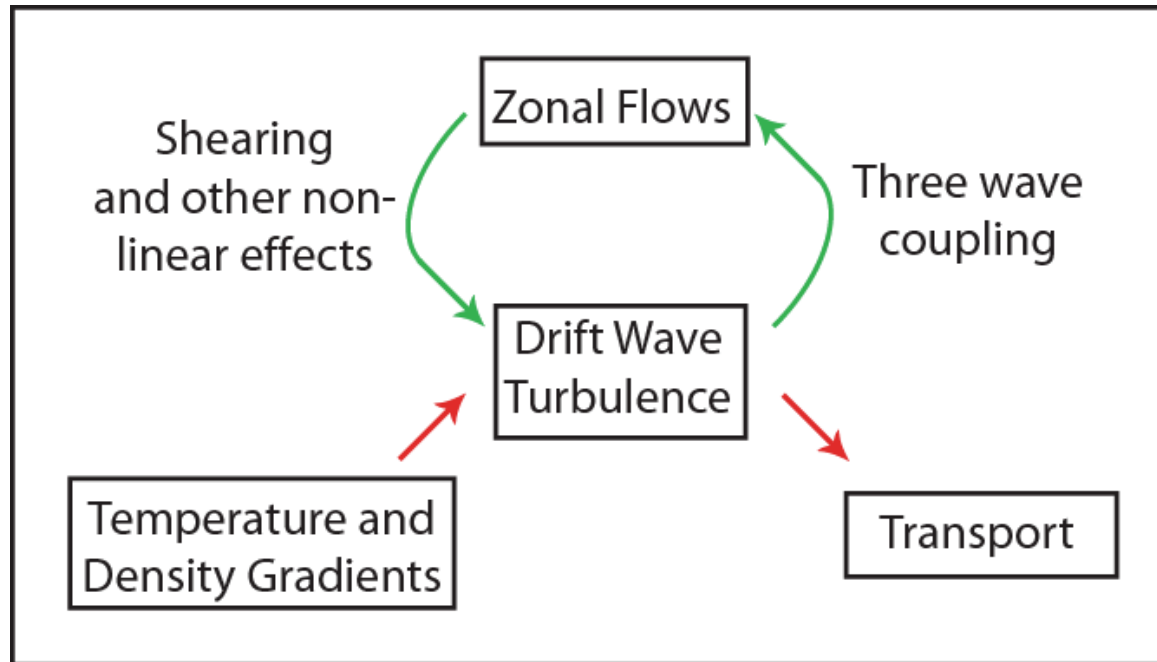 Zonal Flows
Shearing
and other non-
linear effects
Three wave
coupling
Drift Wave
Turbulence
Temperature and
Density Gradients
Transport